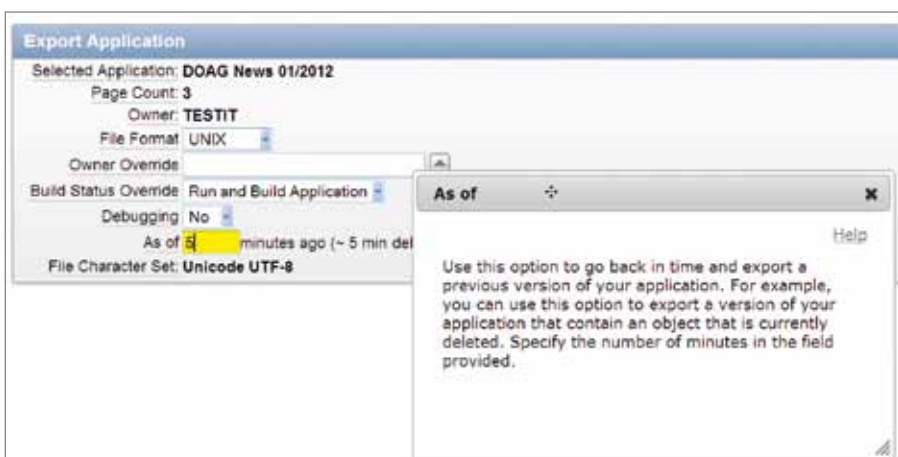 Export Application
Selected Application: DOAG News 01/2012
Page Count: 3
Owner: TESTIT
File Format UNIX
Owner Override
Build Status Override Run and Build Application
Debugging No
As of 5 minutes ago (~ 5 min del
File Character Set: Unicode UTF-8
As of
Help
Use this option to go back in time and export a
previous version of your application. For example,
you can use this option to export a version of your
application that contain an object that is currently
deleted. Specify the number of minutes in the field
provided.